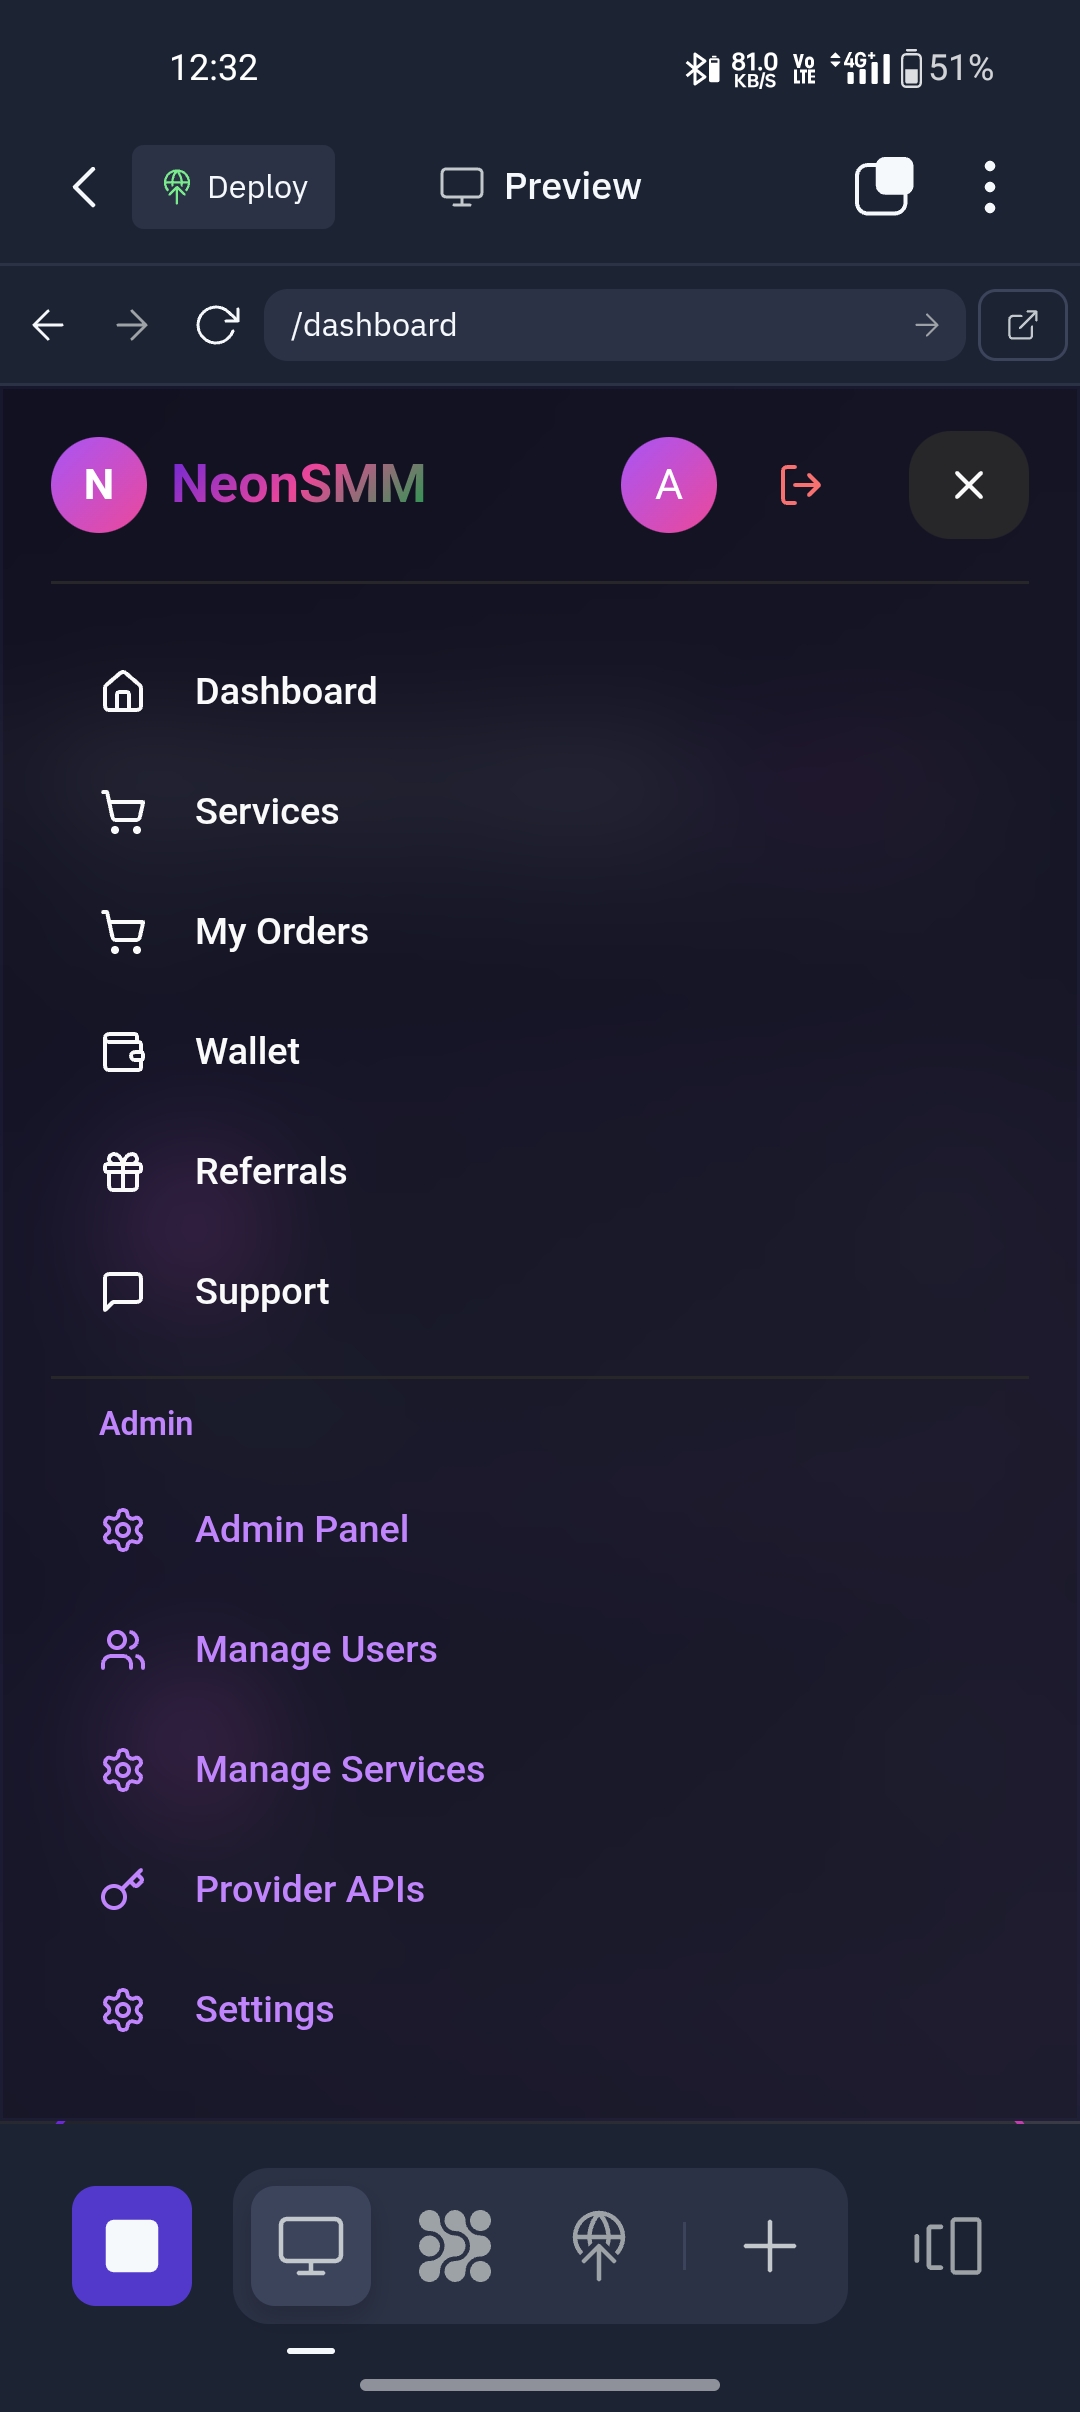 12:32
81.0
KB/S
Vo
LTE
4G+
51%
Deploy
Preview
/dashboard
N
NeonSMM
A
Dashboard
Services
My Orders
Wallet
Referrals
Support
Admin
Admin Panel
Manage Users
Manage Services
Provider APIs
Settings